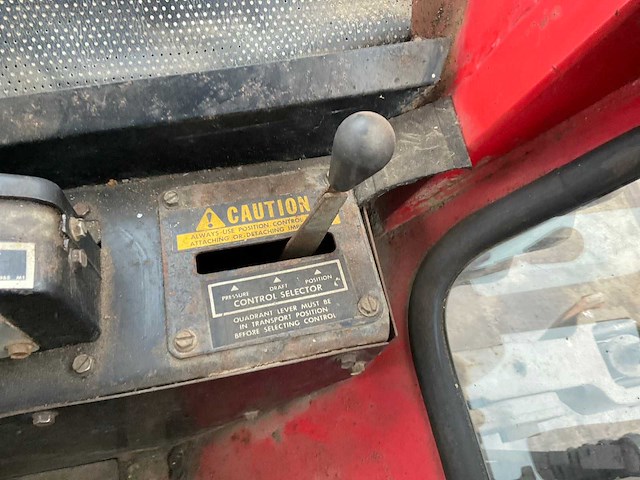 CAUTION
ALWAYS USE POSITION CONTROL
ATTACHING OR DETACHING
PRESSURE DRAFT POSITION
CONTROL SELECTOR
QUADRANT LEVER MUST BE
IN TRANSPORT POSITION
BEFORE SELECTING CONTROL